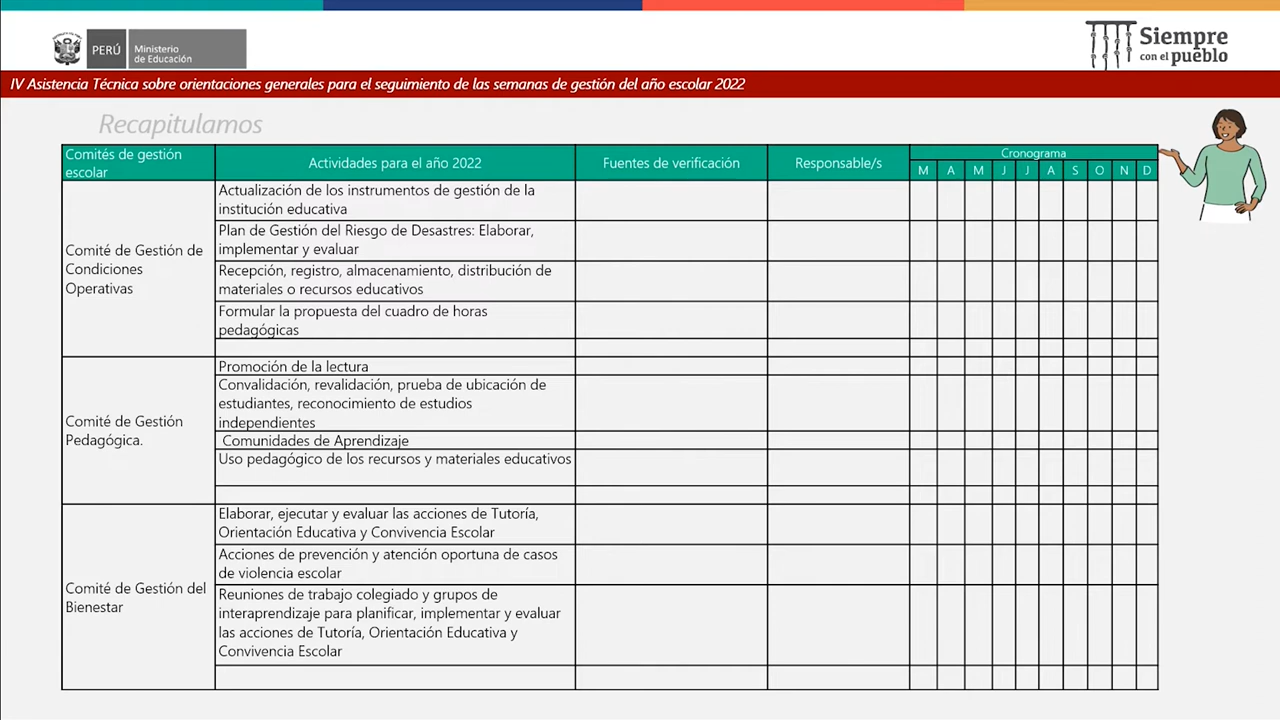 PERÚ
Ministerio
de Educación
Siempre
con el pueblo
IV Asistencia Técnica sobre orientaciones generales para el seguimiento de las semanas de gestión del año escolar 2022
Recapitulamos
Comités de gestión
escolar
Actividades para el año 2022
Fuentes de verificación
Responsable/s
Cronograma
M A M J J A S O N D
Comité de Gestión de
Condiciones
Operativas
Actualización de los instrumentos de gestión de la
institución educativa
Plan de Gestión del Riesgo de Desastres: Elaborar,
implementar y evaluar
Recepción, registro, almacenamiento, distribución de
materiales o recursos educativos
Formular la propuesta del cuadro de horas
pedagógicas
Comité de Gestión
Pedagógica.
Promoción de la lectura
Convalidación, revalidación, prueba de ubicación de
estudiantes, reconocimiento de estudios
independientes
Comunidades de Aprendizaje
Uso pedagógico de los recursos y materiales educativos
Comité de Gestión del
Bienestar
Elaborar, ejecutar y evaluar las acciones de Tutoría,
Orientación Educativa y Convivencia Escolar
Acciones de prevención y atención oportuna de casos
de violencia escolar
Reuniones de trabajo colegiado y grupos de
interaprendizaje para planificar, implementar y evaluar
las acciones de Tutoría, Orientación Educativa y
Convivencia Escolar